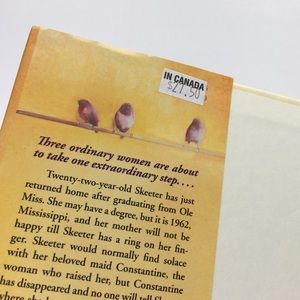 IN CANADA
$27.50
Three ordinary women are about
to take one extraordinary step. . . .
Twenty-two-year-old Skeeter has just
returned home after graduating from Ole
Miss. She may have a degree, but it is 1962,
Mississippi, and her mother will not be
happy till Skeeter has a ring on her fin-
ger. Skeeter would normally find solace
with her beloved maid Constantine, the
woman who raised her, but Constantine
has disappeared and no one will tell